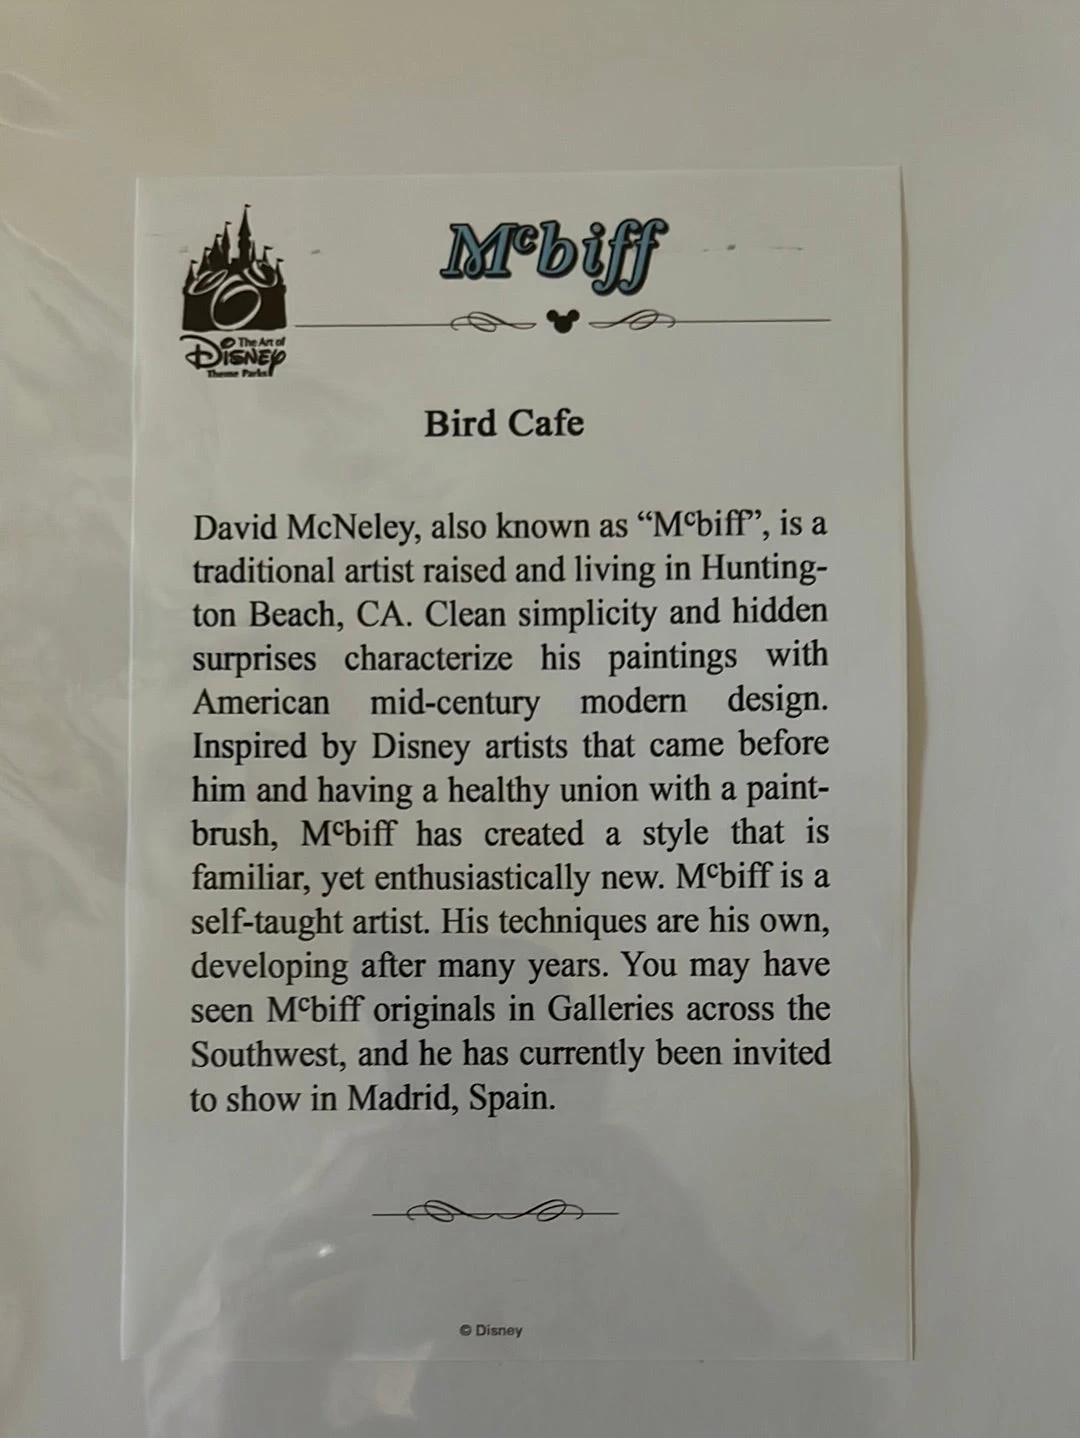 Mcbiff
The Art of
Disney
Theme Parks
Bird Cafe
David McNeley, also known as “Mcbiff”, is a
traditional artist raised and living in Hunting-
ton Beach, CA. Clean simplicity and hidden
surprises characterize his paintings with
American mid-century modern design.
Inspired by Disney artists that came before
him and having a healthy union with a paint-
brush, Mcbiff has created a style that is
familiar, yet enthusiastically new. Mcbiff is a
self-taught artist. His techniques are his own,
developing after many years. You may have
seen Mcbiff originals in Galleries across the
Southwest, and he has currently been invited
to show in Madrid, Spain.
© Disney